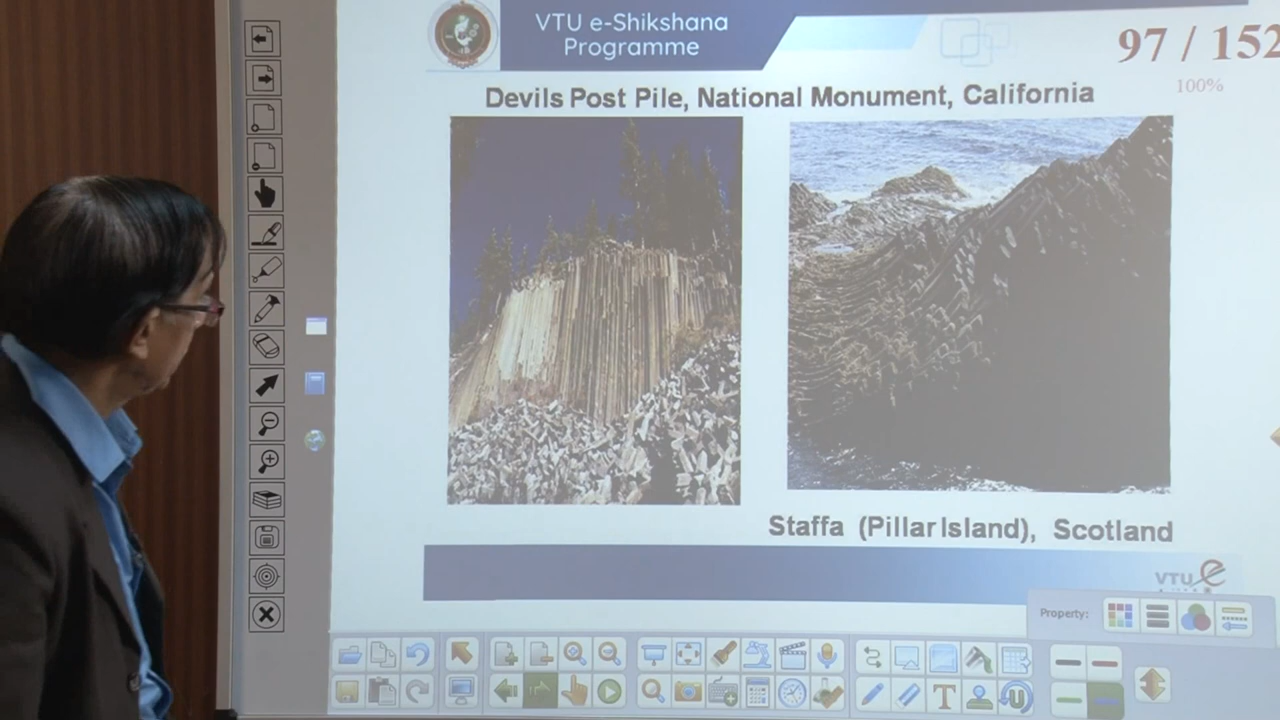 VTU e-Shikshana
Programme
97 / 152
100%
Devils Post Pile, National Monument, California
Staffa (Pillar Island), Scotland
VTU e
Property:
T